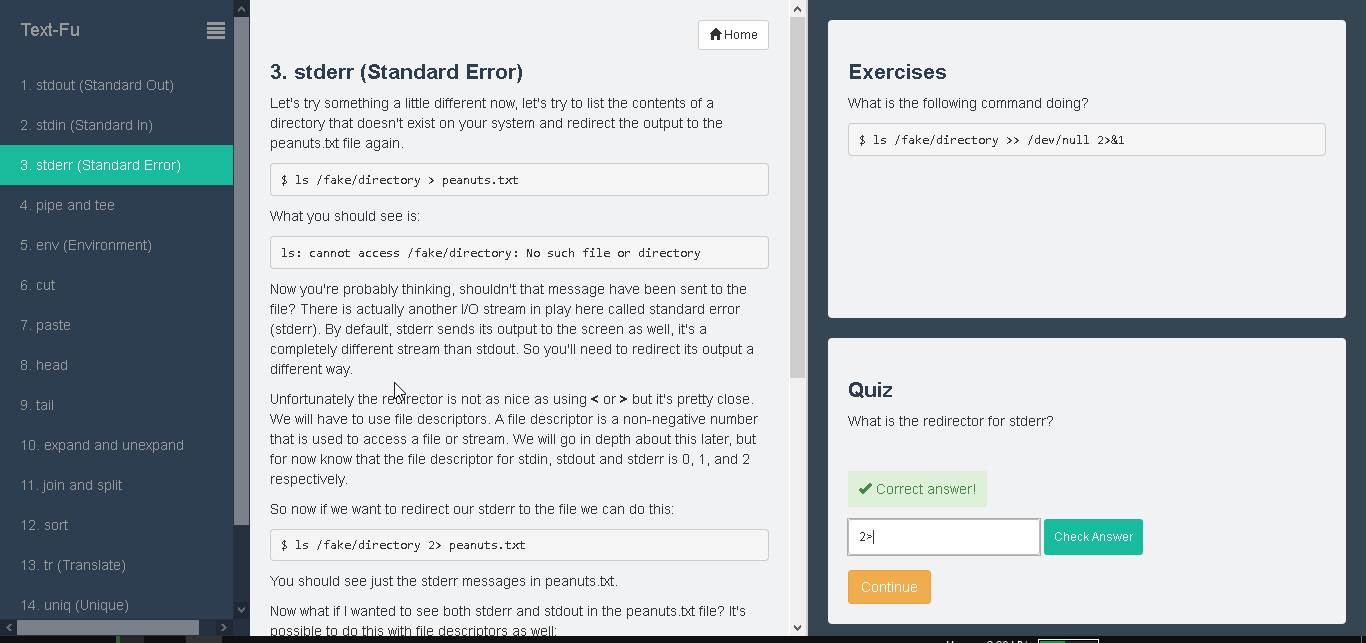 Text-Fu
1. stdout (Standard Out)
2. stdin (Standard In)
3. stderr (Standard Error)
4. pipe and tee
5. env (Environment)
6. cut
7. paste
8. head
9. tail
10. expand and unexpand
11. join and split
12. sort
13. tr (Translate)
14. uniq (Unique)
Home
3. stderr (Standard Error)
Let's try something a little different now, let's try to list the contents of a
directory that doesn't exist on your system and redirect the output to the
peanuts.txt file again.
$ ls /fake/directory > peanuts.txt
What you should see is:
ls: cannot access /fake/directory: No such file or directory
Now you're probably thinking, shouldn't that message have been sent to the
file? There is actually another I/O stream in play here called standard error
(stderr). By default, stderr sends its output to the screen as well, it's a
completely different stream than stdout. So you'll need to redirect its output a
different way.
Unfortunately the redirector is not as nice as using < or > but it's pretty close.
We will have to use file descriptors. A file descriptor is a non-negative number
that is used to access a file or stream. We will go in depth about this later, but
for now know that the file descriptor for stdin, stdout and stderr is 0, 1, and 2
respectively.
So now if we want to redirect our stderr to the file we can do this:
$ ls /fake/directory 2> peanuts.txt
You should see just the stderr messages in peanuts.txt.
Now what if I wanted to see both stderr and stdout in the peanuts.txt file? It's
possible to do this with file descriptors as well:
Exercises
What is the following command doing?
$ ls /fake/directory >> /dev/null 2>&1
Quiz
What is the redirector for stderr?
Correct answer!
2>
Check Answer
Continue